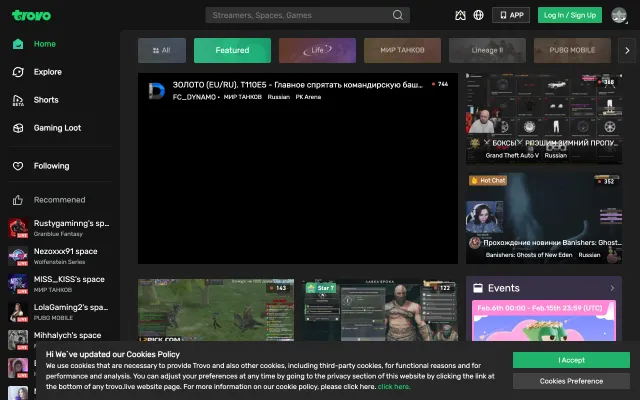 trovo
Streamers, Spaces, Games
APP
Log In / Sign Up
Home
Explore
Shorts
BETA
Gaming Loot
Following
Recommened
Rustygaminng's sp...
Granblue Fantasy
LIVE
Nezoxxx91 space
Wolfenstein Series
LIVE
MISS_KISS's space
МИР ТАНКОВ
LIVE
LolaGaming2's spa...
PUBG MOBILE
LIVE
Mihhalych's space
All
Featured
Life
МИР ТАНКОВ
Lineage II
PUBG MOBILE
ЗОЛОТО (EU/RU). T110E5 - Главное спрятать командирскую баш...
744
FC_DYNAMO • МИР ТАНКОВ Russian PK Arena
368
Grand Theft Auto V Russian
Hot Chat
352
Прохождение новинки Banishers: Ghost...
Banishers: Ghosts of New Eden Russian
143
Star 7
122
Events
Feb.6th 00:00 - Feb.15th 23:59 (UTC)
Hi We`ve updated our Cookies Policy
We use cookies that are necessary to provide Trovo and also other cookies, including third-party cookies, for functional reasons and for
performance and analysis. You can adjust your preferences at any time by going to the privacy section of this website by clicking the link at
the bottom of any trovo.live website page. For more information on our cookie policy, please click here. click here.
I Accept
Cookies Preference